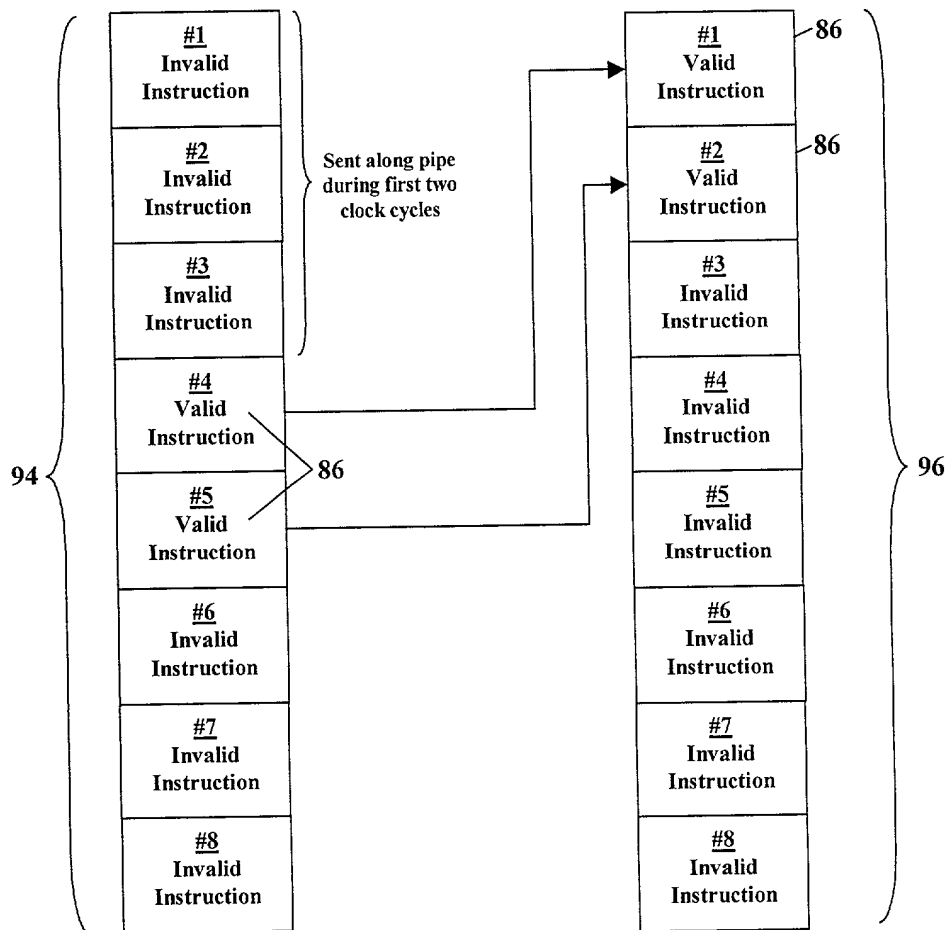 #1
Invalid
Instruction
#2
Invalid
Instruction
#3
Invalid
Instruction
#4
Valid
Instruction
#5
Valid
Instruction
#6
Invalid
Instruction
#7
Invalid
Instruction
#8
Invalid
Instruction
94
Sent along pipe
during first two
clock cycles
86
#1
Valid
Instruction
#2
Valid
Instruction
#3
Invalid
Instruction
#4
Invalid
Instruction
#5
Invalid
Instruction
#6
Invalid
Instruction
#7
Invalid
Instruction
#8
Invalid
Instruction
86
86
96